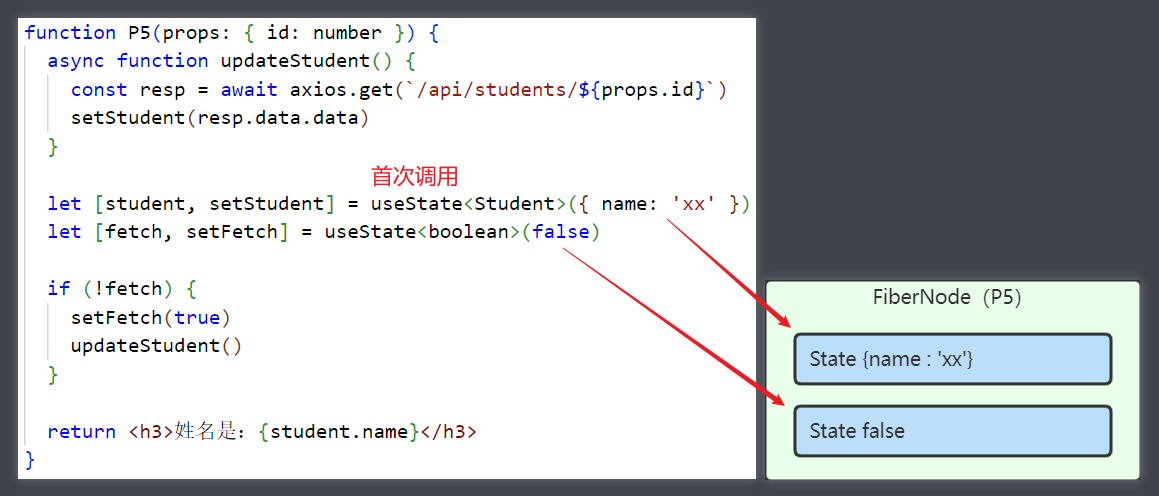 function P5(props: { id: number }) {
  async function updateStudent() {
    const resp = await axios.get(`/api/students/${props.id}`)
    setStudent(resp.data.data)
  }
首次调用
  let [student, setStudent] = useState<Student>({ name: 'xx' })
  let [fetch, setFetch] = useState<boolean>(false)
  if (!fetch) {
    setFetch(true)
    updateStudent()
  }
  return <h3>姓名是：{student.name}</h3>
}
FiberNode（P5）
State {name : 'xx'}
State false